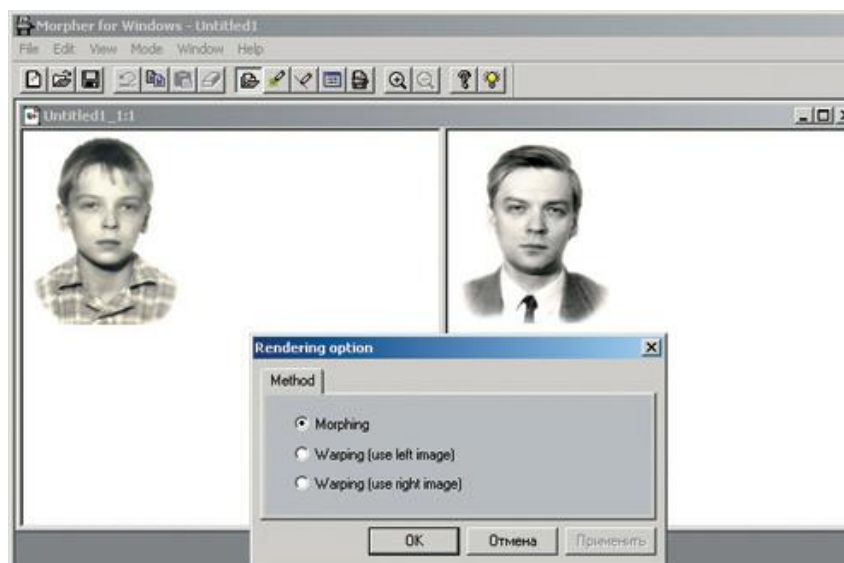 Morpher for Windows - Untitled1
File Edit View Mode Window Help
Untitled1_1:1
Rendering option
Method
Morphing
Warping (use left image)
Warping (use right image)
OK Отмена Применить